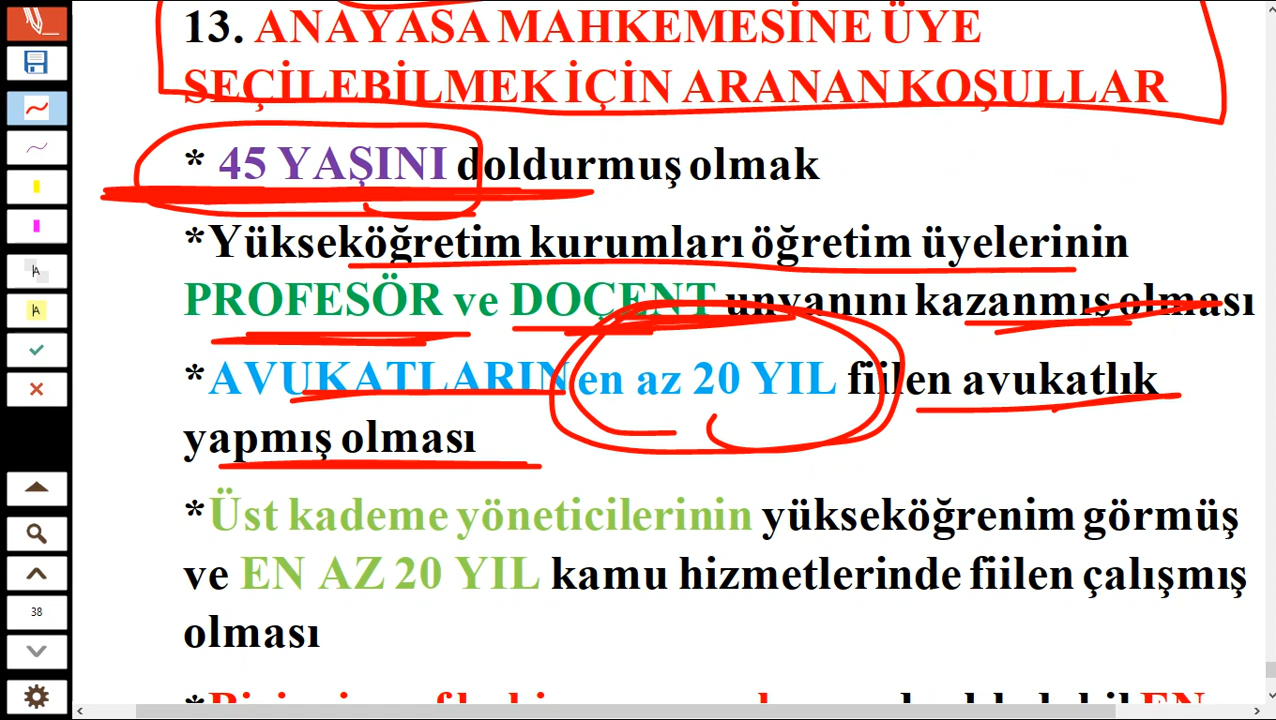 13. ANAYASA MAHKEMESİNE ÜYE
SEÇİLEBİLMEK İÇİN ARANAN KOŞULLAR
* 45 YAŞINI doldurmuş olmak
*Yükseköğretim kurumları öğretim üyelerinin
PROFESÖR ve DOÇENT unvanını kazanmış olması
*AVUKATLARIN en az 20 YIL fiilen avukatlık
yapmış olması
*Üst kademe yöneticilerinin yükseköğrenim görmüş
ve EN AZ 20 YIL kamu hizmetlerinde fiilen çalışmış
olması
38